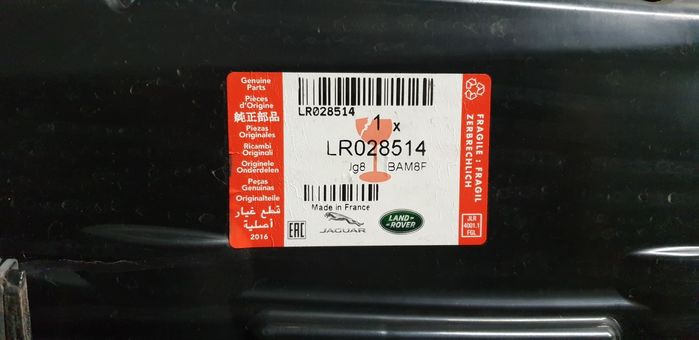 Genuine
Parts
Pièces
d'Origine
純正部品
Piezas
Originales
Ricambi
Originali
Originele
Onderdelen
Peças
Genuinas
Originalteile
قطع غيار
أصلية
2016
LR028514
1 x
LR028514
Jg8 BAM8F
Made in France
EAC
JAGUAR
LAND-
ROVER
FRAGILE : FRAGIL
ZERBRECHLICH
JLR
4001.1
FGL